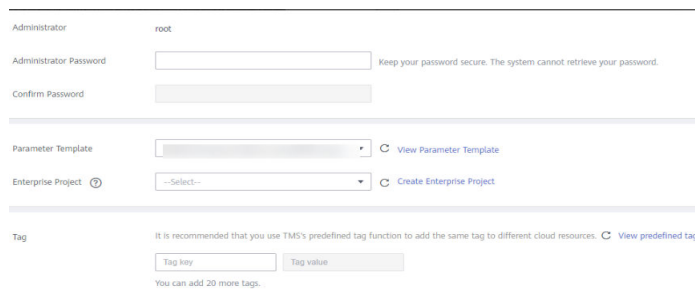 Administrator root
Administrator Password Keep your password secure. The system cannot retrieve your password.
Confirm Password
Parameter Template View Parameter Template
Enterprise Project ? --Select-- Create Enterprise Project
Tag It is recommended that you use TMS's predefined tag function to add the same tag to different cloud resources. View predefined tag
Tag key Tag value
You can add 20 more tags.